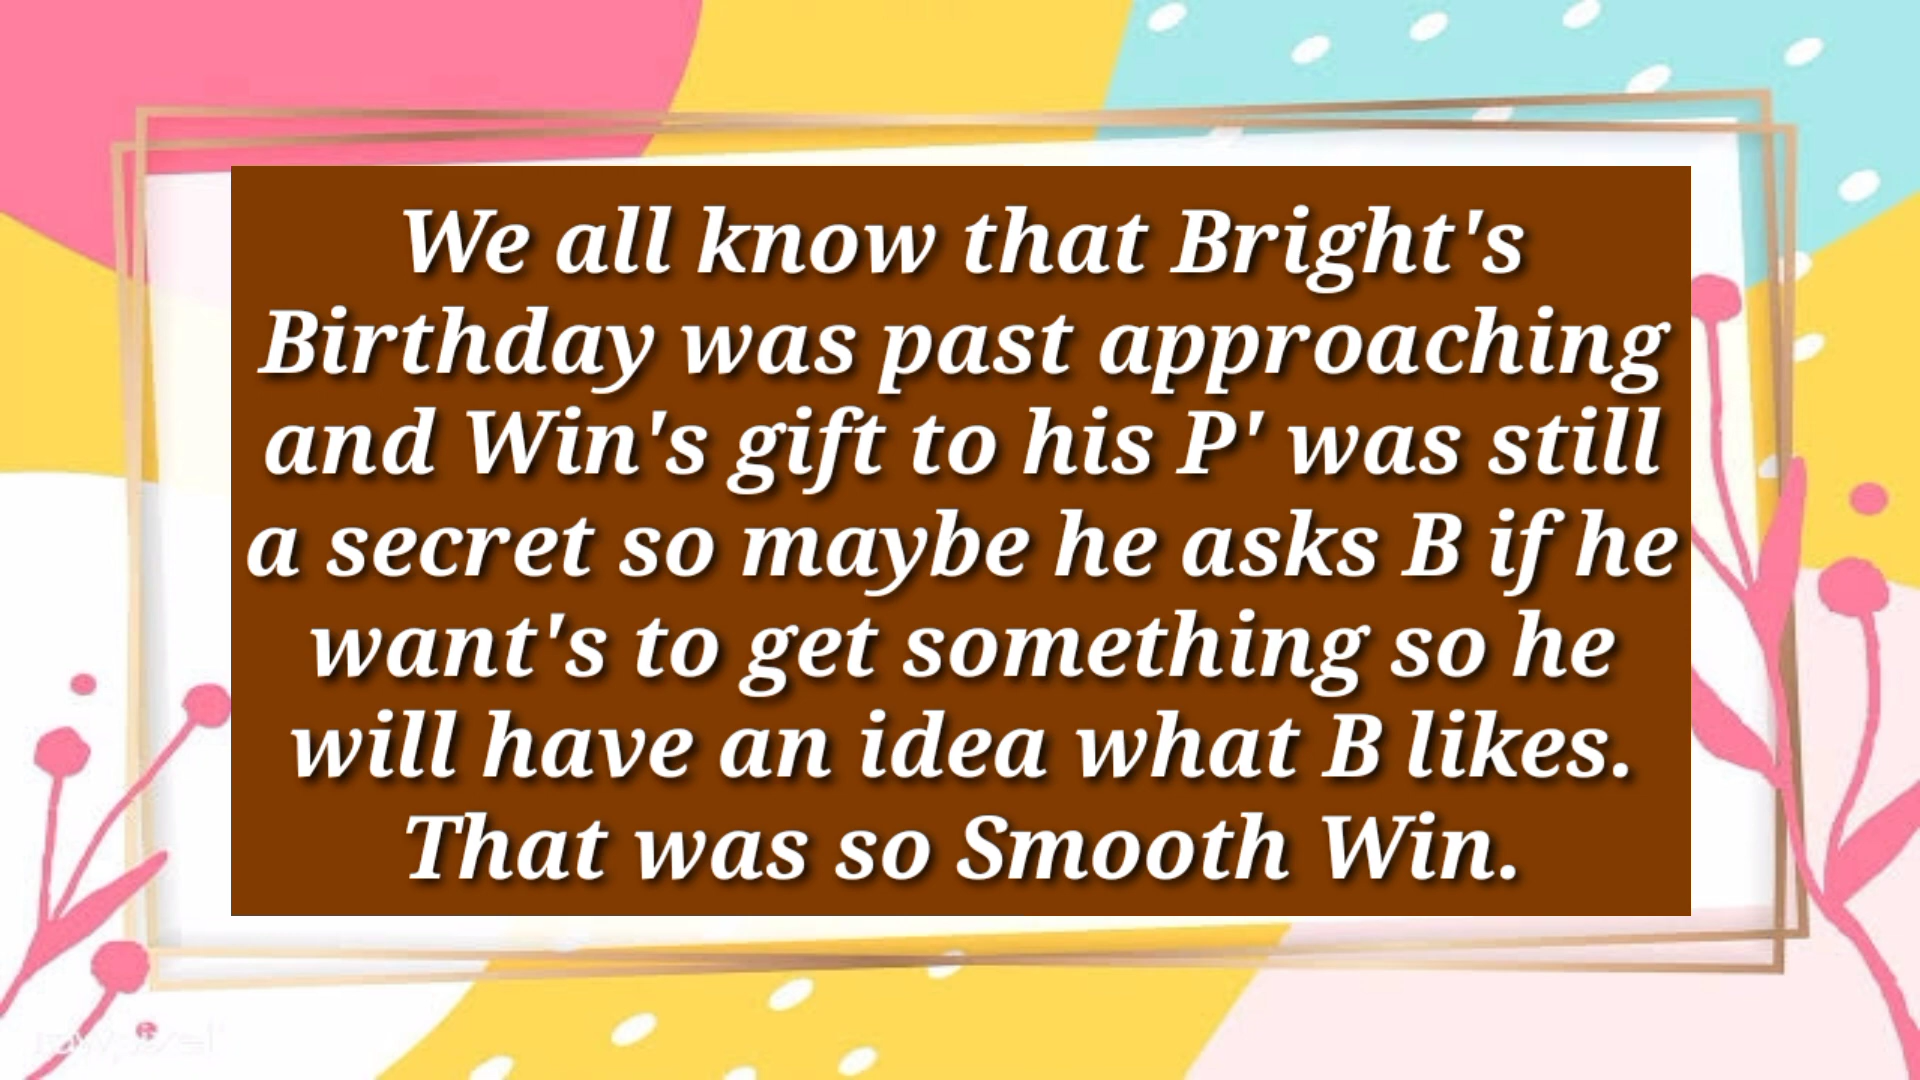 We all know that Bright's
Birthday was past approaching
and Win's gift to his P' was still
a secret so maybe he asks B if he
want's to get something so he
will have an idea what B likes.
That was so Smooth Win.